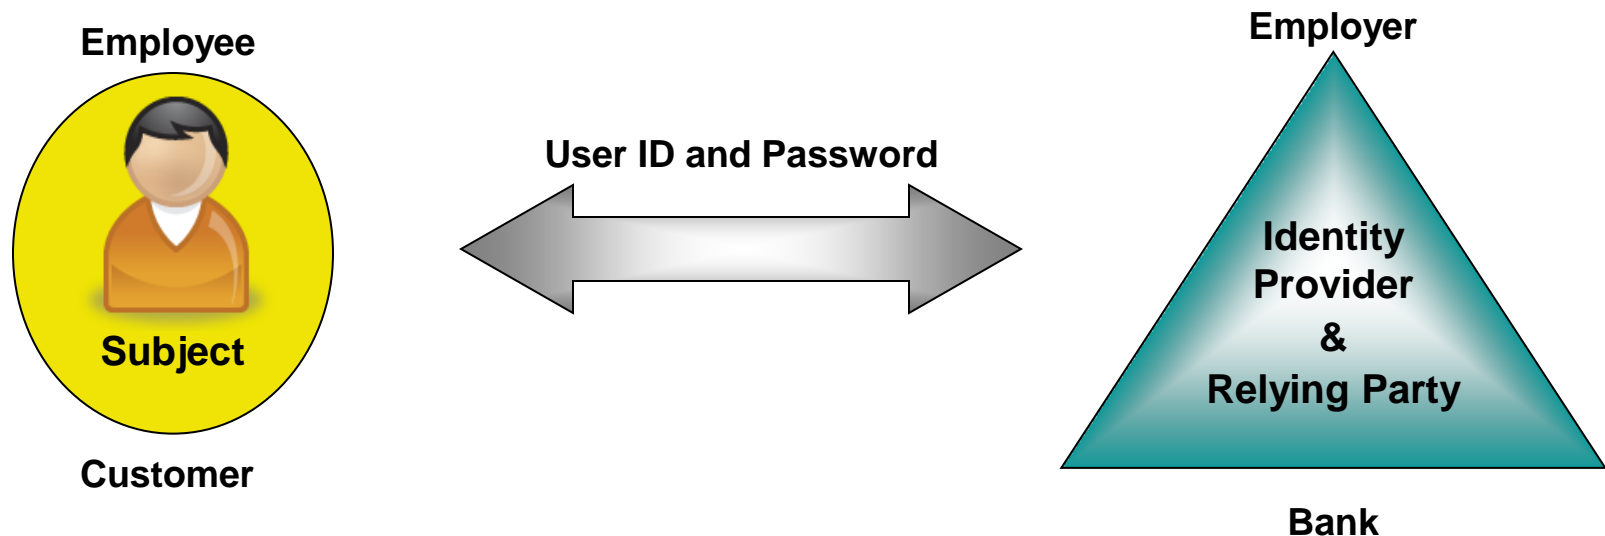 Employee
Subject
Customer
User ID and Password
Employer
Identity
Provider
&
Relying Party
Bank